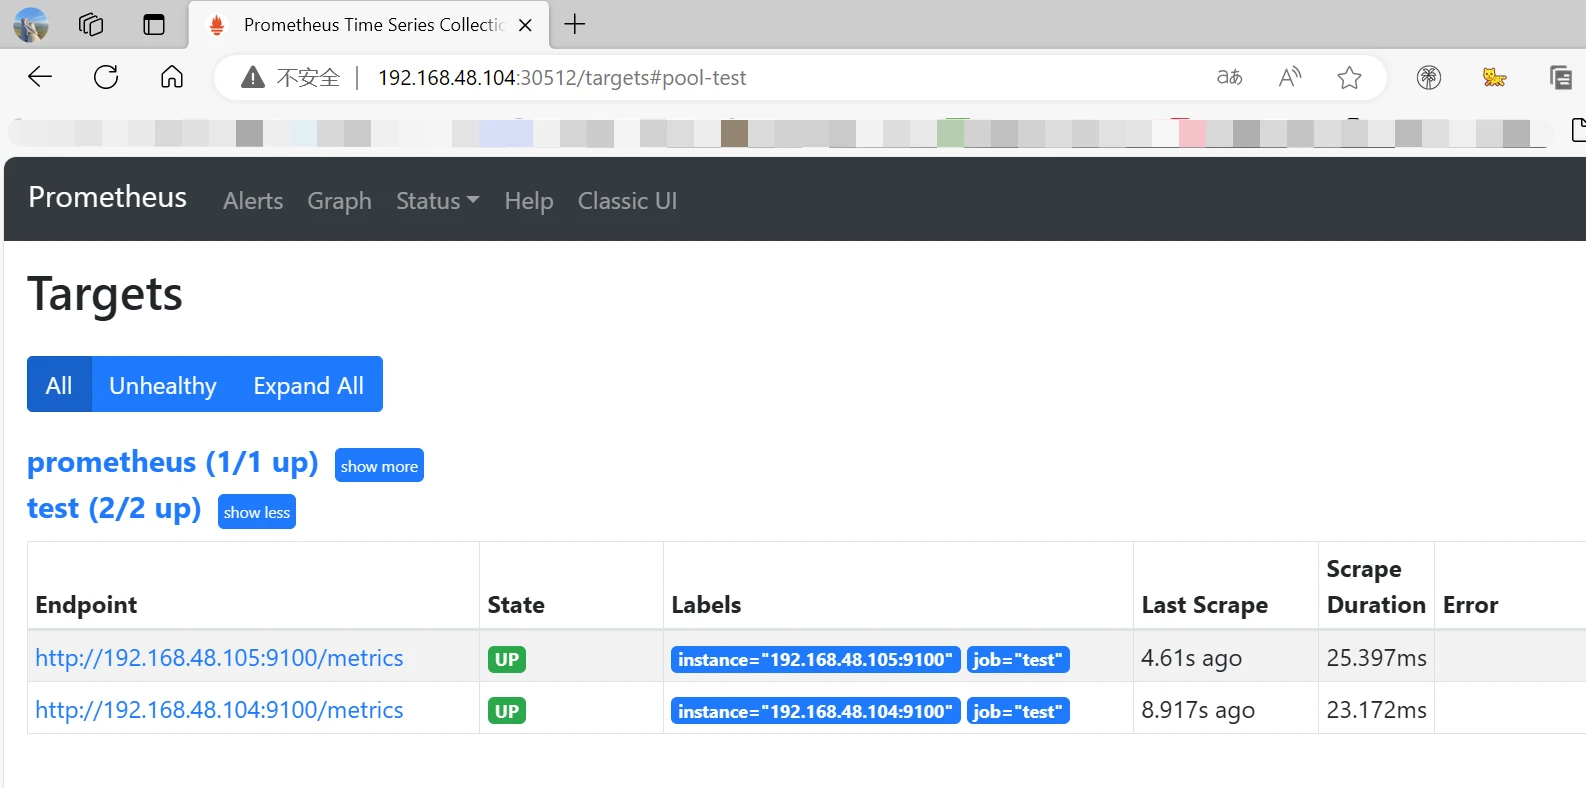 Prometheus Time Series Collectio
不安全 | 192.168.48.104:30512/targets#pool-test
Prometheus Alerts Graph Status Help Classic UI
Targets
All Unhealthy Expand All
prometheus (1/1 up) show more
test (2/2 up) show less
Endpoint State Labels Last Scrape Scrape Duration Error
http://192.168.48.105:9100/metrics UP instance="192.168.48.105:9100" job="test" 4.61s ago 25.397ms
http://192.168.48.104:9100/metrics UP instance="192.168.48.104:9100" job="test" 8.917s ago 23.172ms